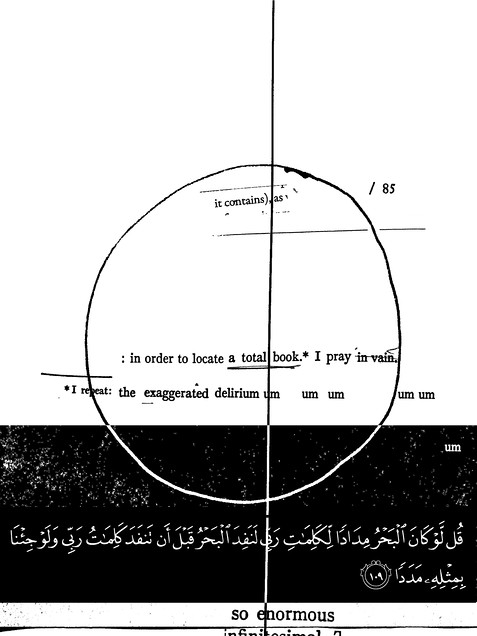 / 85
it contains), as
: in order to locate a total book.* I pray in vain,
*I repeat: the exaggerated delirium um um um um um
um
قُل لَّوْ كَانَ ٱلْبَحْرُ مِدَادًا لِّكَلِمَٰتِ رَبِّى لَنَفِدَ ٱلْبَحْرُ قَبْلَ أَن تَنفَدَ كَلِمَٰتُ رَبِّى وَلَوْ جِئْنَا
بِمِثْلِهِۦ مَدَدًا ١٠٩
so enormous
infinitesimal ?